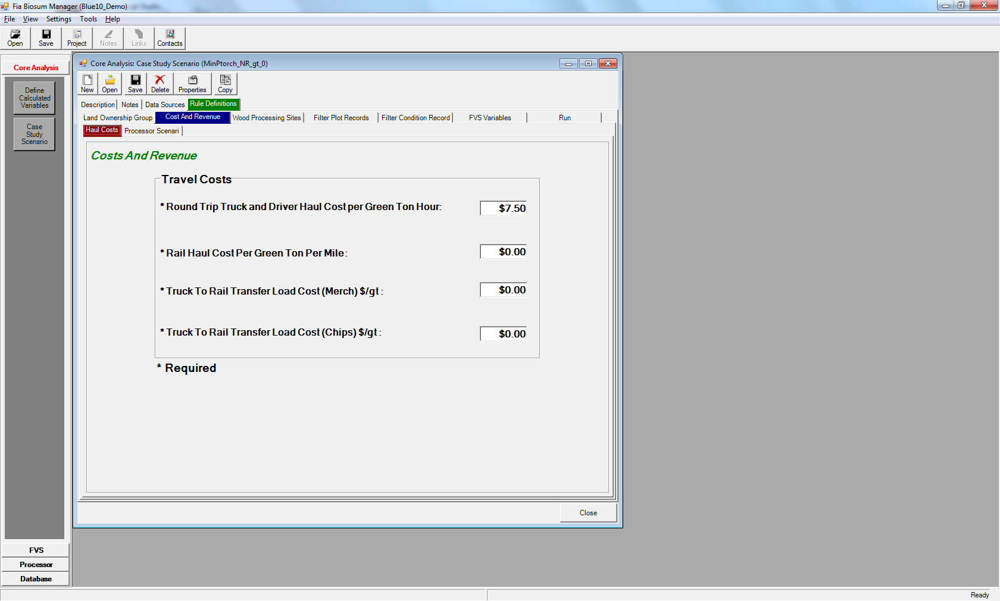 Fia Biosum Manager (Blue10_Demo)
File View Settings Tools Help
Open Save Project Notes Links Contacts
Core Analysis
Define
Calculated
Variables
Case
Study
Scenario
FVS
Processor
Database
Core Analysis: Case Study Scenario (MinPtorch_NR_gt_0)
New Open Save Delete Properties Copy
Description Notes Data Sources Rule Definitions
Land Ownership Group Cost And Revenue Wood Processing Sites Filter Plot Records Filter Condition Record FVS Variables Run
Haul Costs Processor Scenari
Costs And Revenue
Travel Costs
* Round Trip Truck and Driver Haul Cost per Green Ton Hour: $7.50
* Rail Haul Cost Per Green Ton Per Mile: $0.00
* Truck To Rail Transfer Load Cost (Merch) $/gt : $0.00
* Truck To Rail Transfer Load Cost (Chips) $/gt : $0.00
* Required
Close
Ready